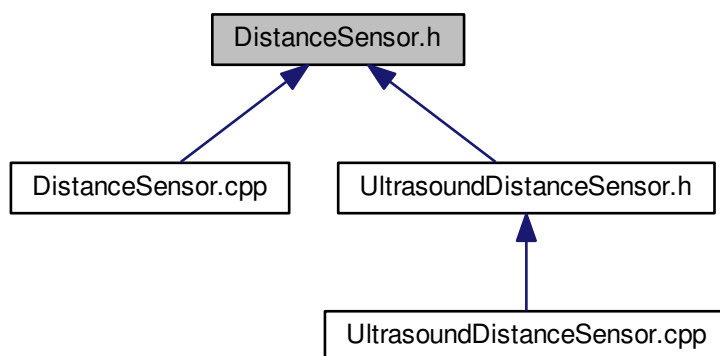 DistanceSensor.h
DistanceSensor.cpp
UltrasoundDistanceSensor.h
UltrasoundDistanceSensor.cpp